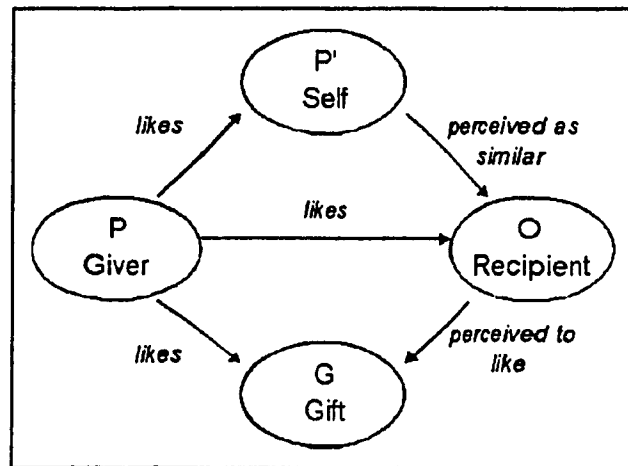 P'
Self
likes
perceived as
similar
likes
P
Giver
O
Recipient
likes
perceived to
like
G
Gift